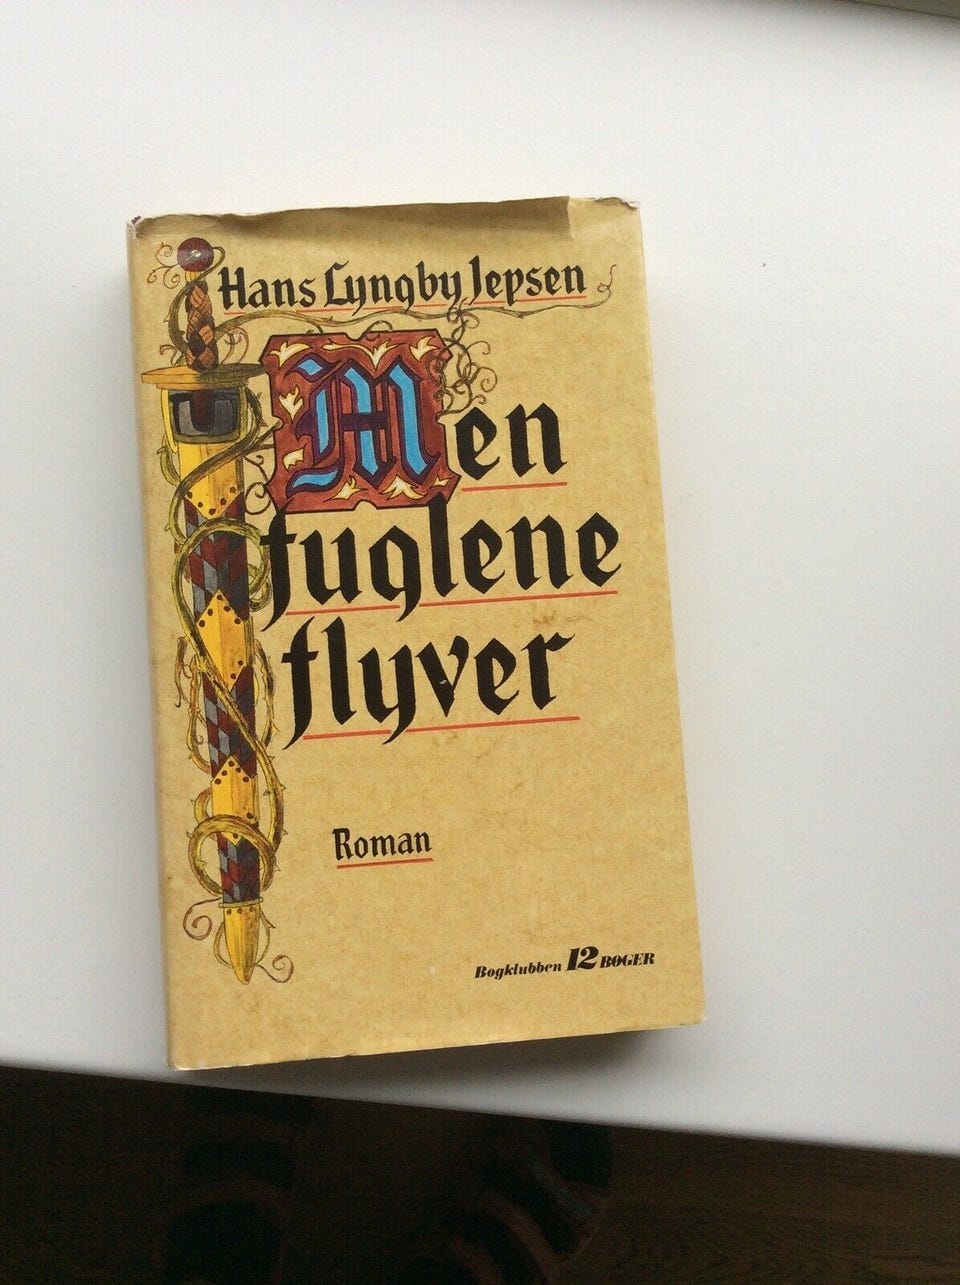 Hans Lyngby Jepsen
Men
fuglene
flyver
Roman
Bogklubben 12 BØGER